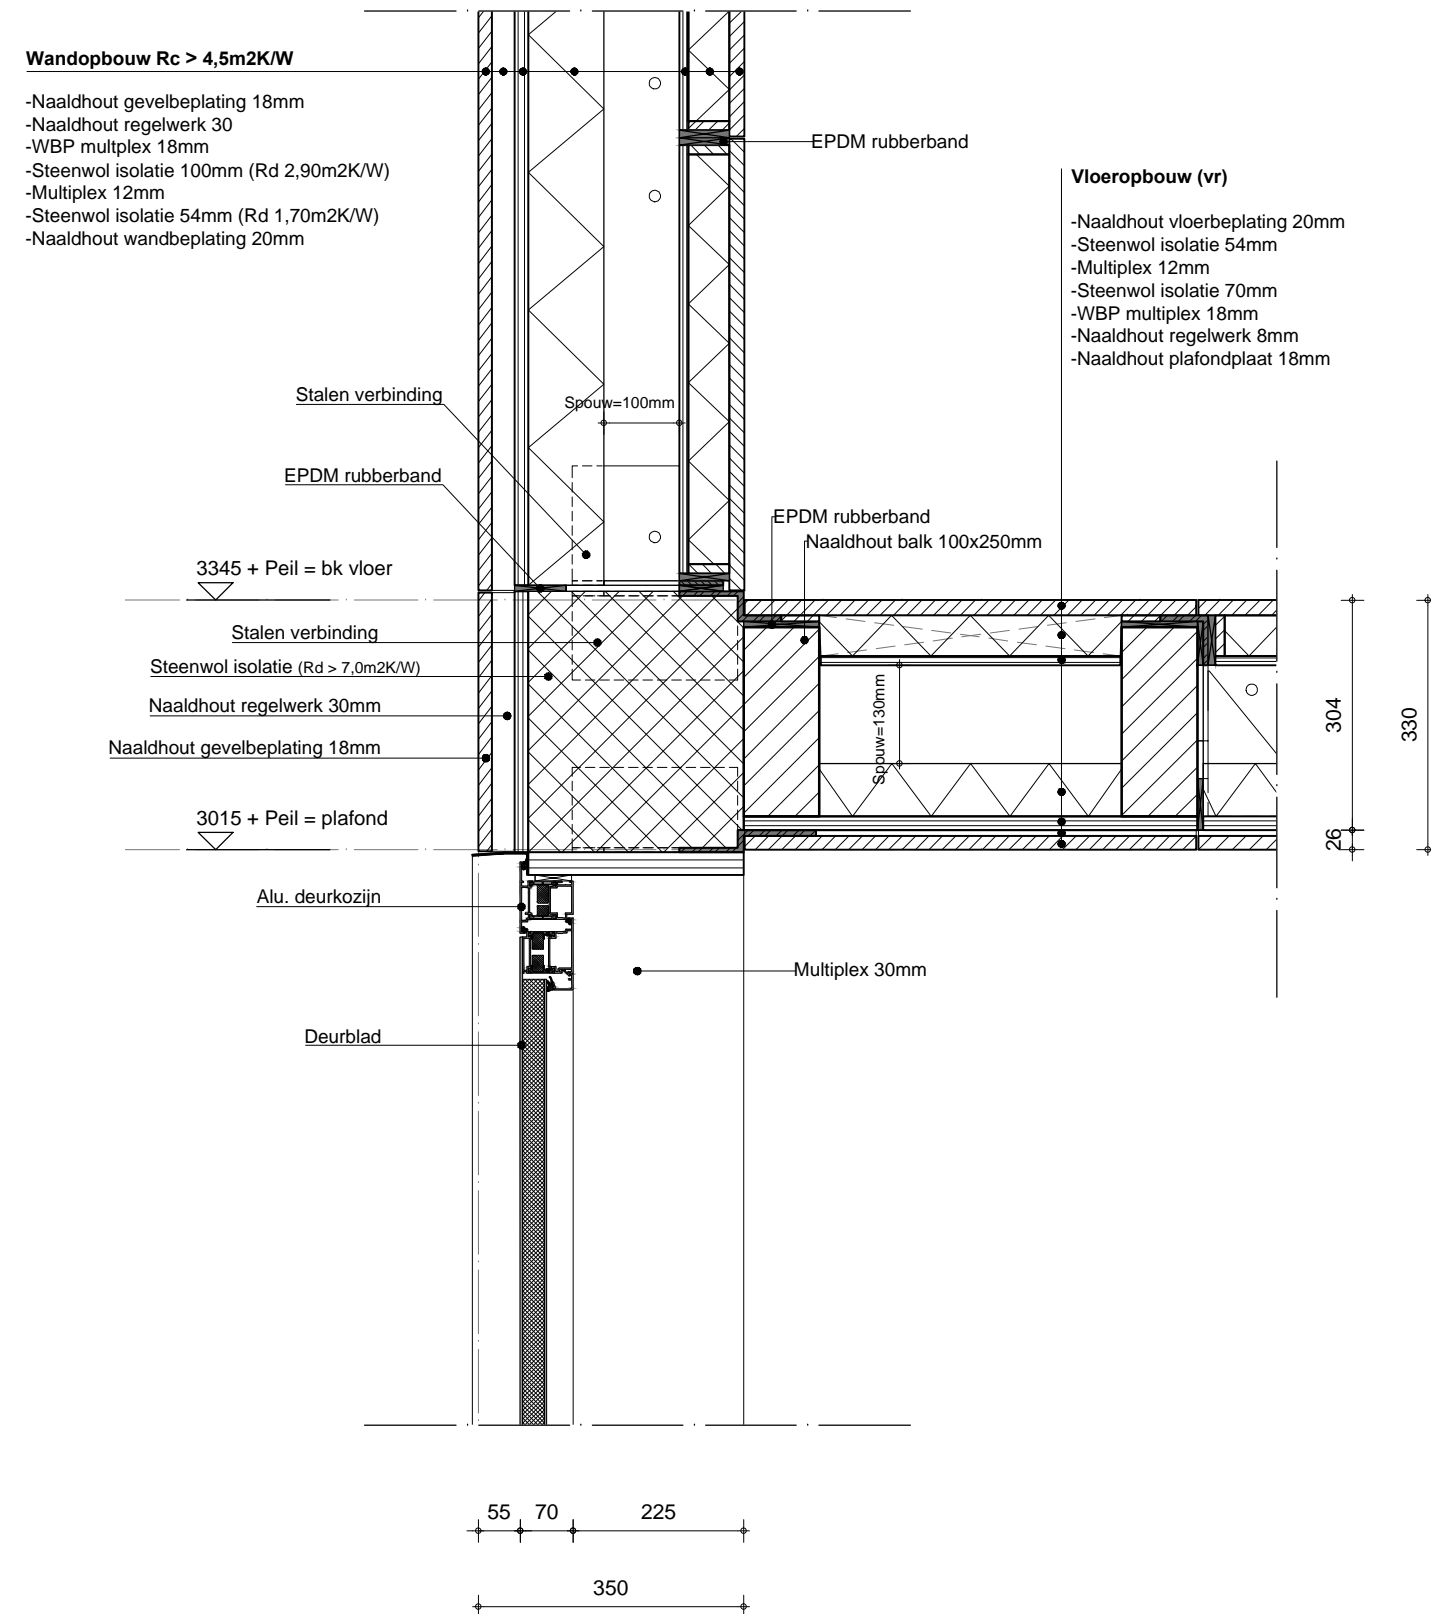 Wandopbouw Rc > 4,5m2K/W
-Naaldhout gevelbeplating 18mm
-Naaldhout regelwerk 30
-WBP multplex 18mm
-Steenwol isolatie 100mm (Rd 2,90m2K/W)
-Multiplex 12mm
-Steenwol isolatie 54mm (Rd 1,70m2K/W)
-Naaldhout wandbeplating 20mm
EPDM rubberband
Vloeropbouw (vr)
-Naaldhout vloerbeplating 20mm
-Steenwol isolatie 54mm
-Multiplex 12mm
-Steenwol isolatie 70mm
-WBP multiplex 18mm
-Naaldhout regelwerk 8mm
-Naaldhout plafondplaat 18mm
Stalen verbinding
Spouw=100mm
EPDM rubberband
EPDM rubberband
Naaldhout balk 100x250mm
3345 + Peil = bk vloer
Stalen verbinding
Steenwol isolatie (Rd > 7,0m2K/W)
Naaldhout regelwerk 30mm
Naaldhout gevelbeplating 18mm
Spouw=130mm
304
330
26
3015 + Peil = plafond
Alu. deurkozijn
Multiplex 30mm
Deurblad
55 70 225
350